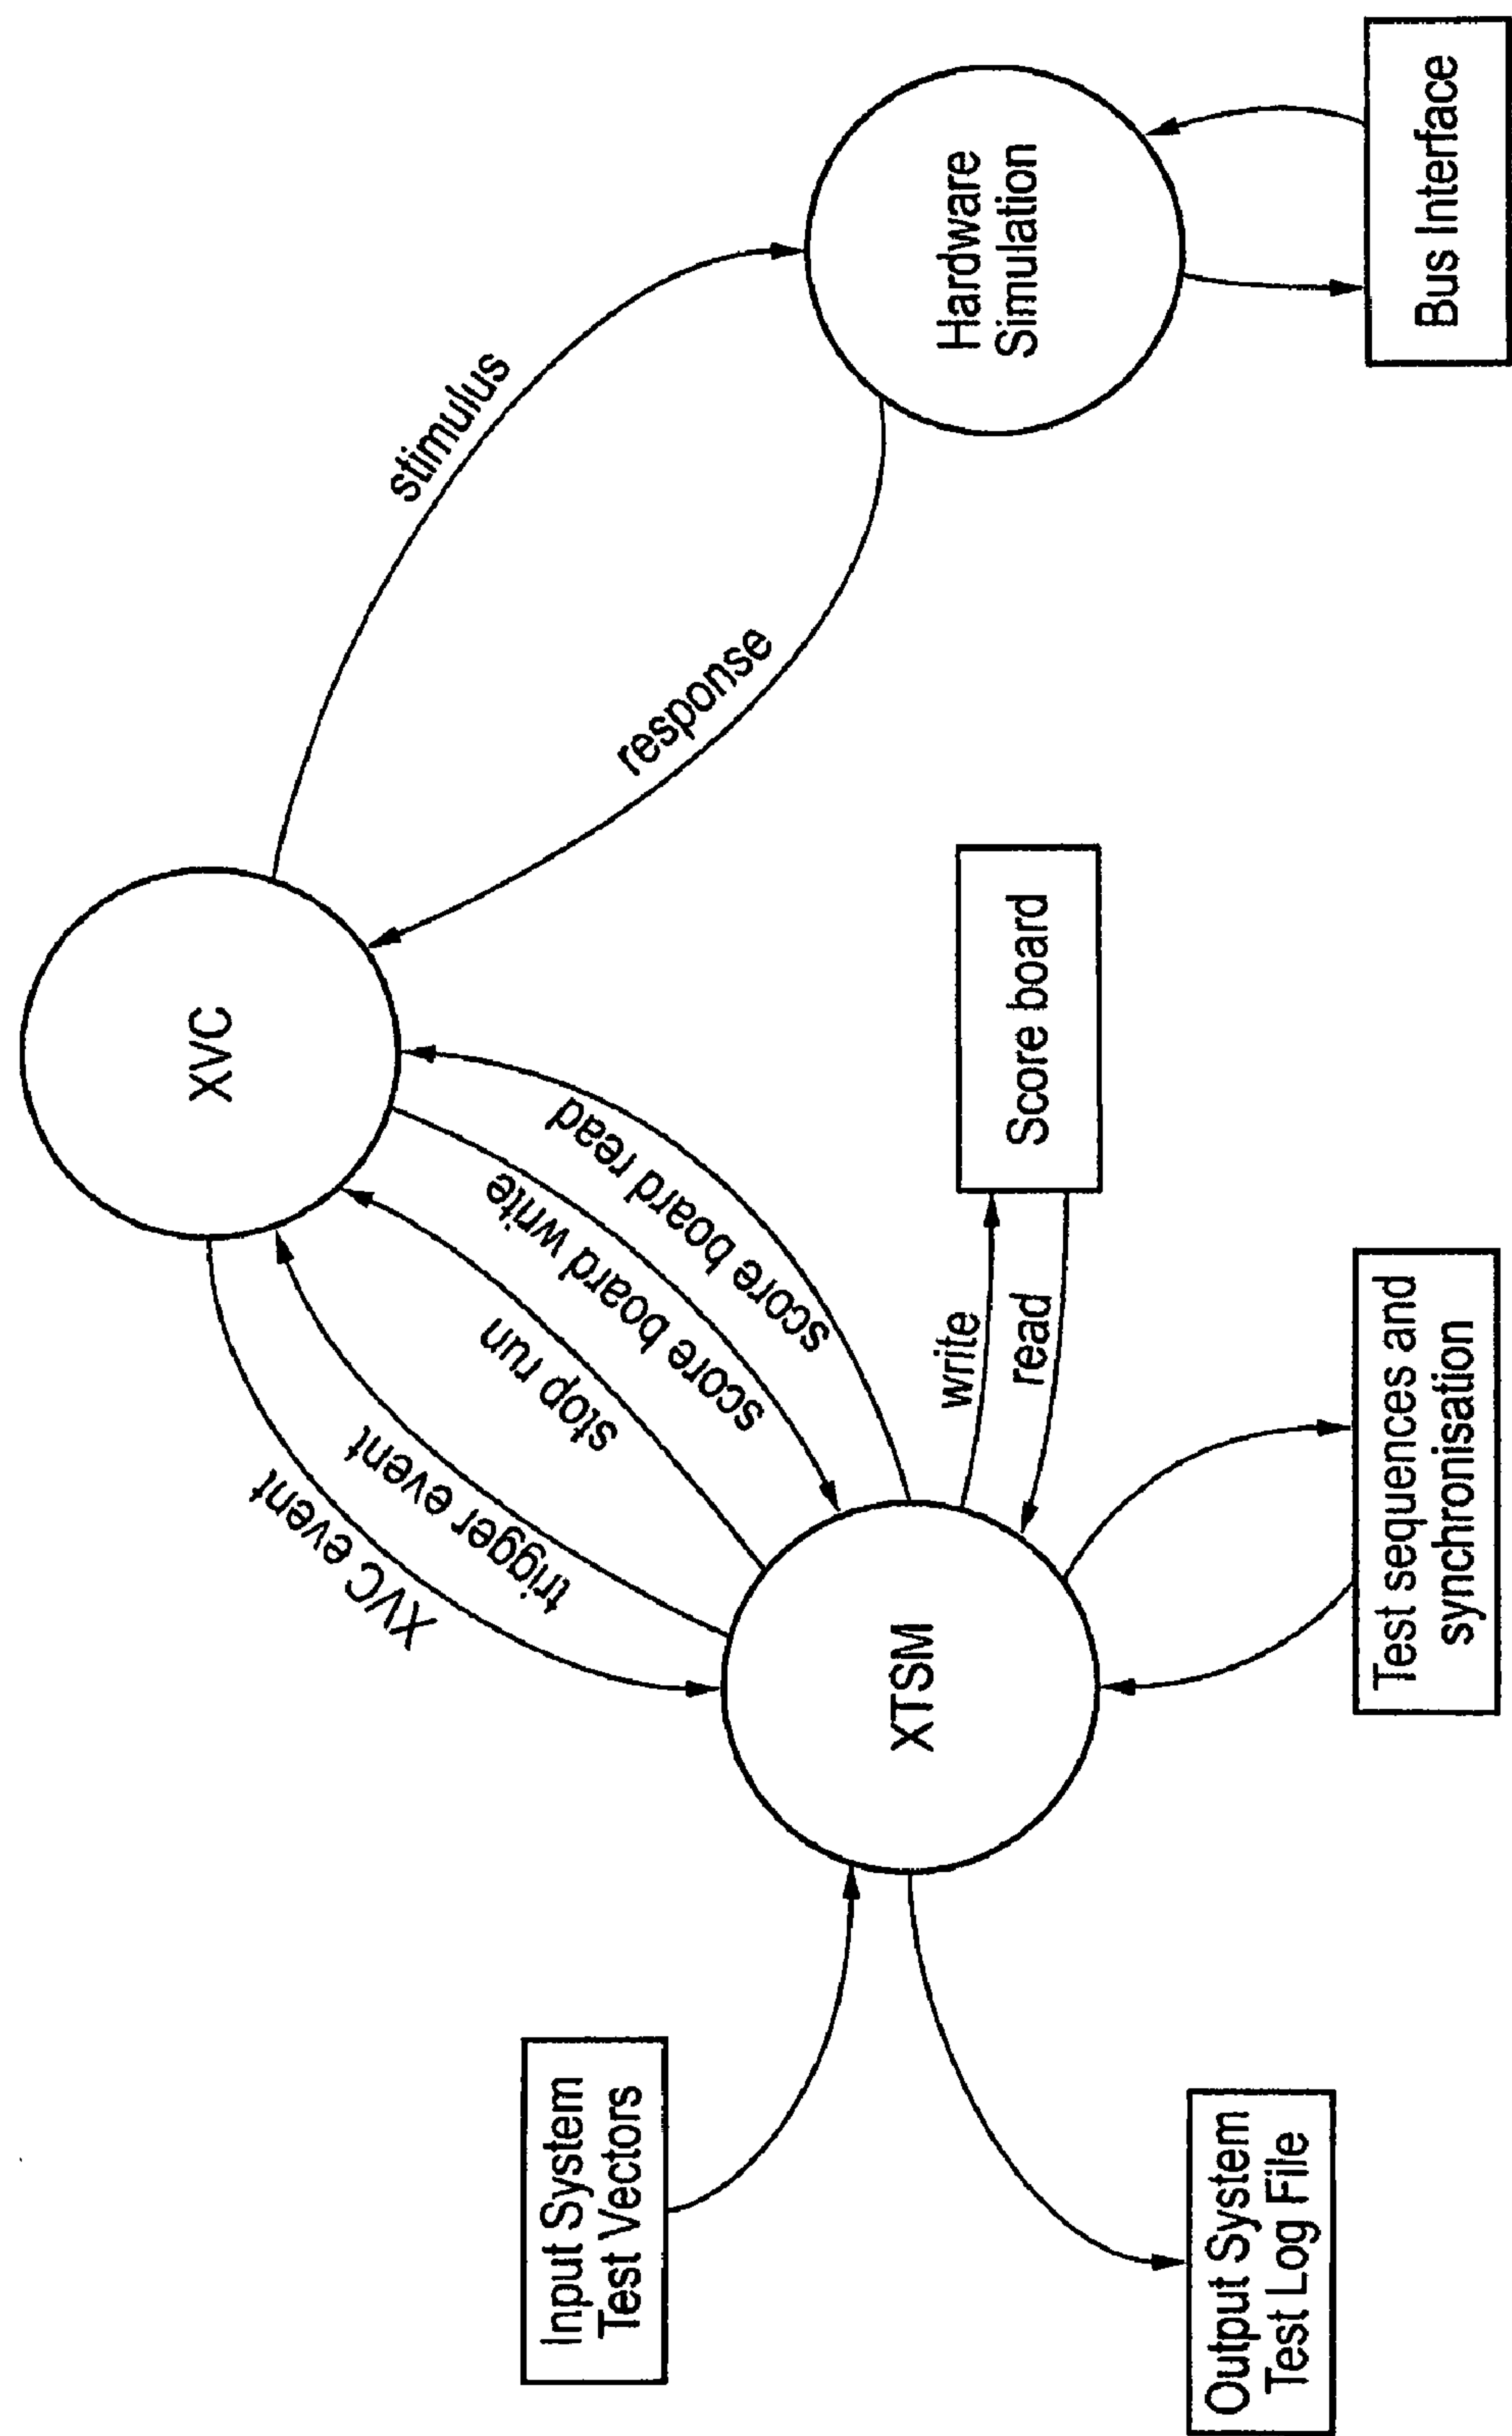 XVC
stimulus
response
Hardware
Simulation
Bus Interface
XVC event
trigger event
stop run
score board write
score board read
XTSM
write
read
Score board
Input System
Test Vectors
Output System
Test Log File
Test sequences and
synchronisation